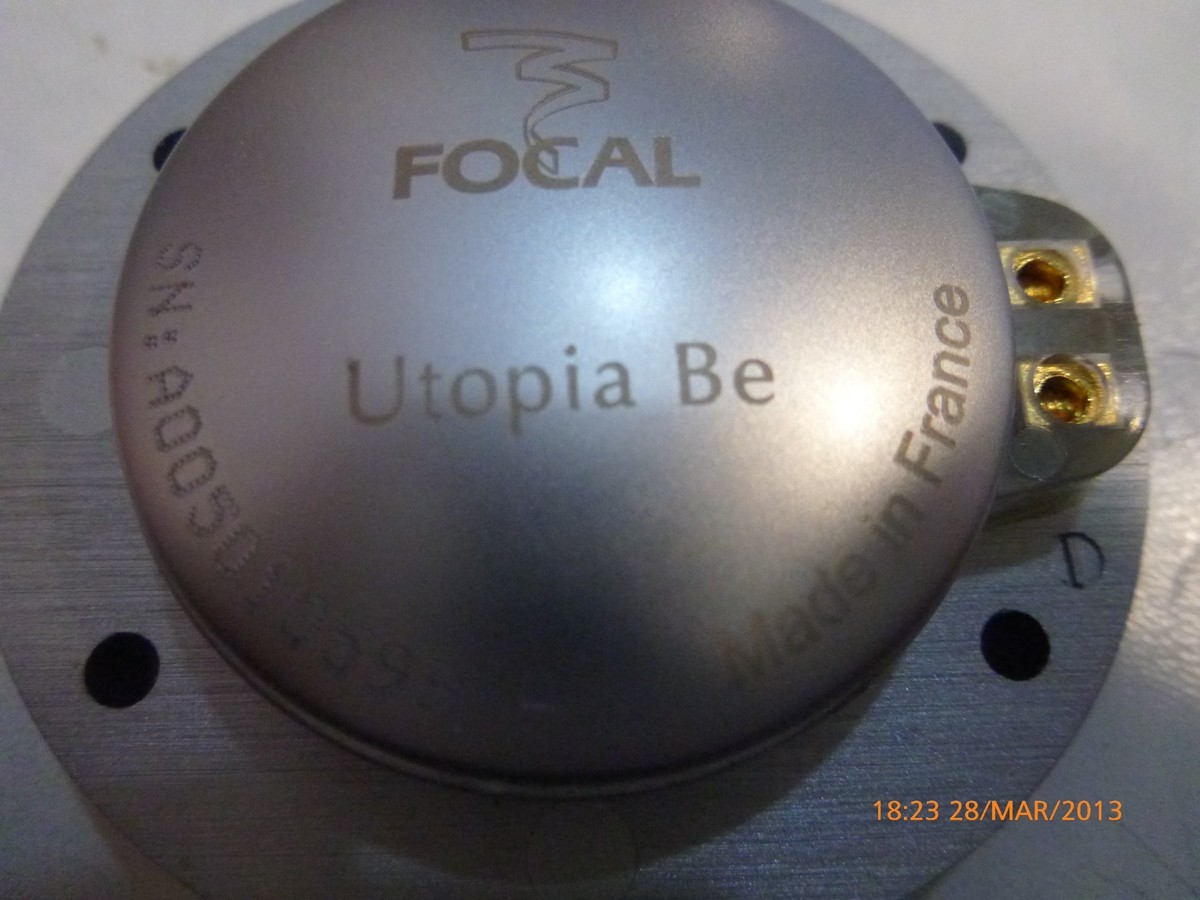 FOCAL
Utopia Be
Made in France
D
18:23 28/MAR/2013